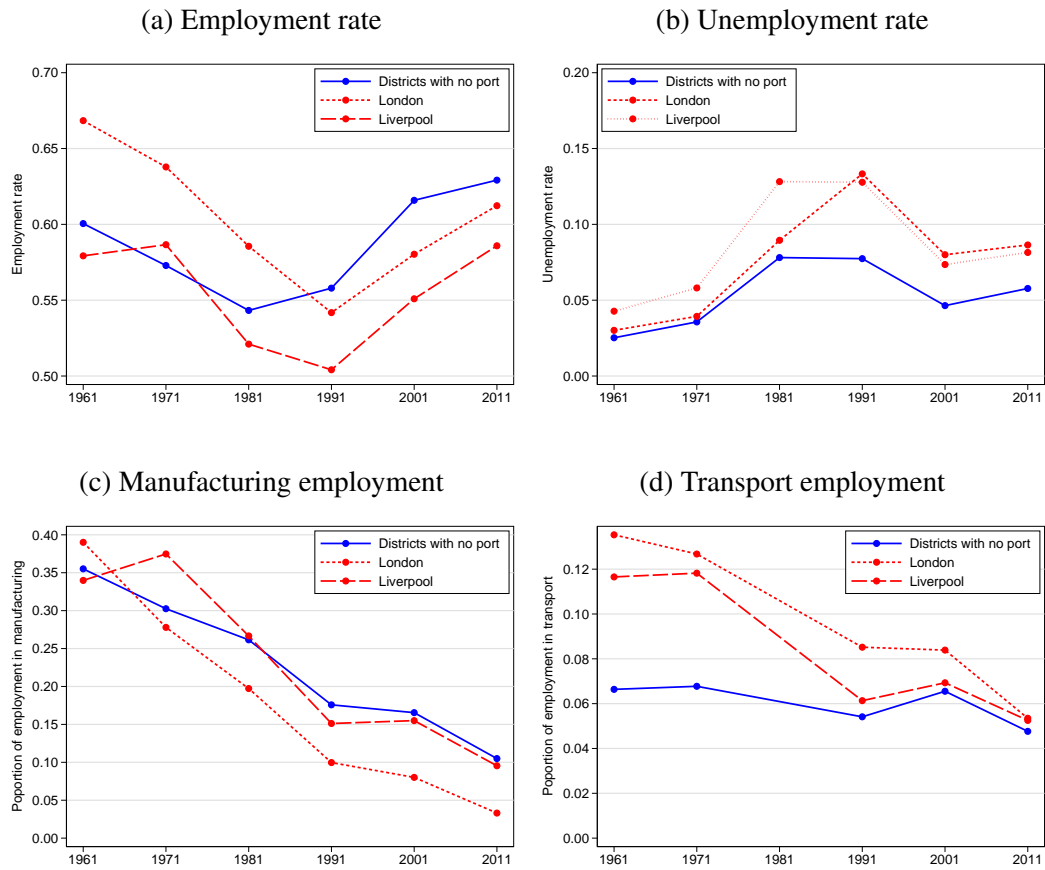 (a) Employment rate
Employment rate
0.70
0.65
0.60
0.55
0.50
1961 1971 1981 1991 2001 2011
Districts with no port
London
Liverpool
(b) Unemployment rate
Unemployment rate
0.20
0.15
0.10
0.05
0.00
1961 1971 1981 1991 2001 2011
Districts with no port
London
Liverpool
(c) Manufacturing employment
Poportion of employment in manufacturing
0.40
0.35
0.30
0.25
0.20
0.15
0.10
0.05
0.00
1961 1971 1981 1991 2001 2011
Districts with no port
London
Liverpool
(d) Transport employment
Poportion of employment in transport
0.12
0.10
0.08
0.06
0.04
0.02
0.00
1961 1971 1981 1991 2001 2011
Districts with no port
London
Liverpool